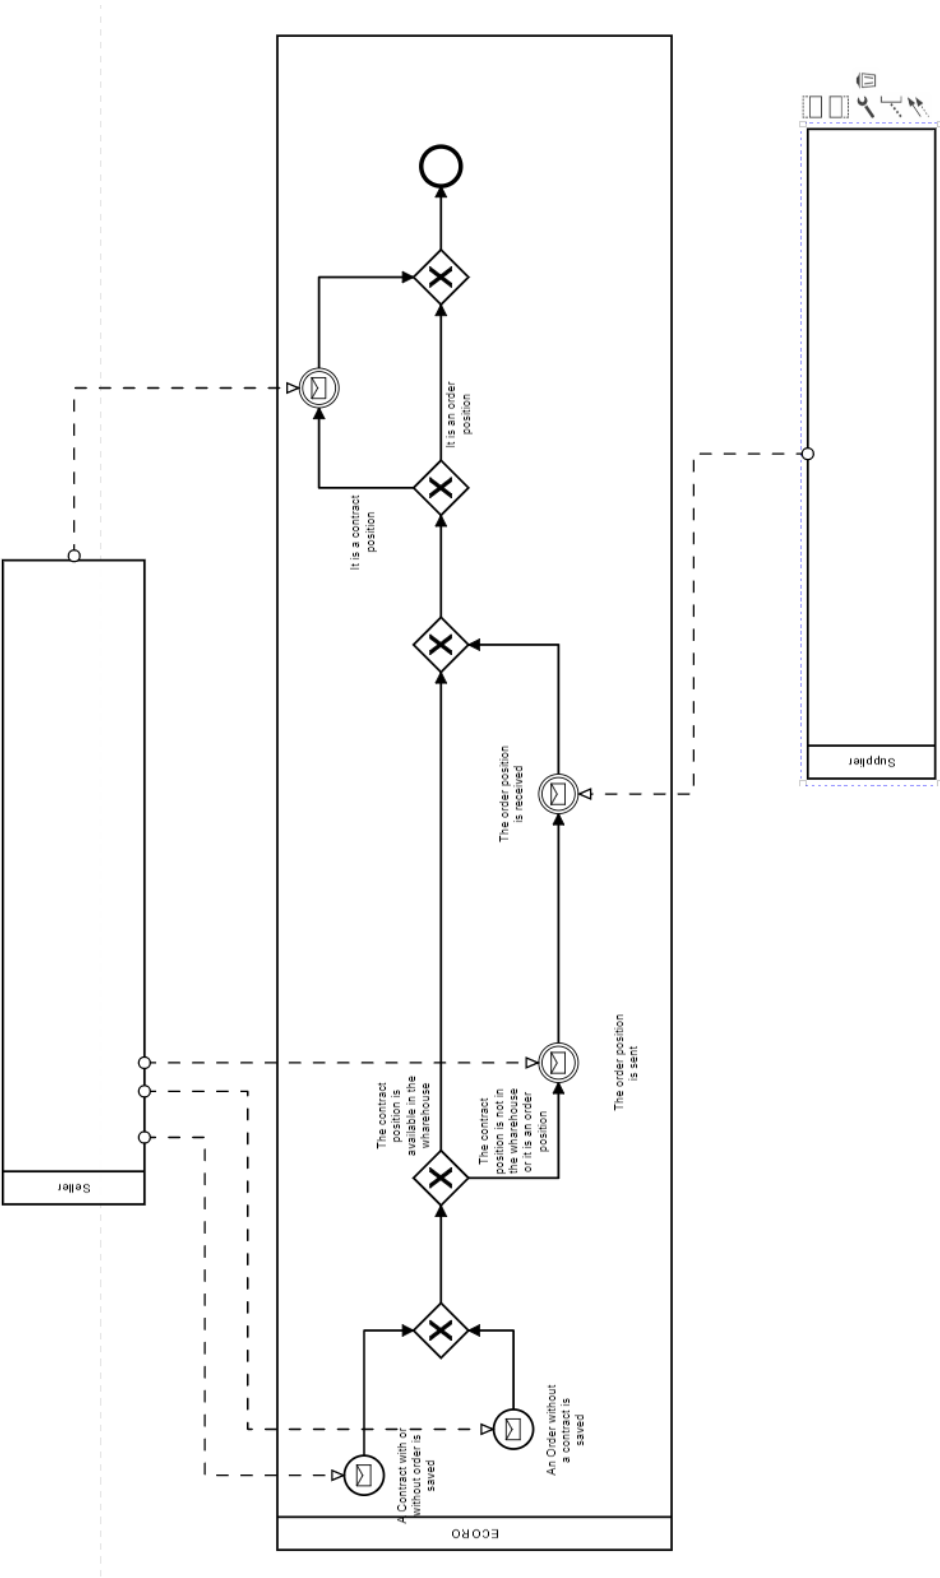 Seller
ECORO
A Contract with or
without order is
saved
An Order without
a contract is
saved
The contract
position is
available in the
wharehouse
The contract
position is not in
the wharehouse
or it is an order
position
The order position
is sent
The order position
is received
It is a contract
position
It is an order
position
Supplier